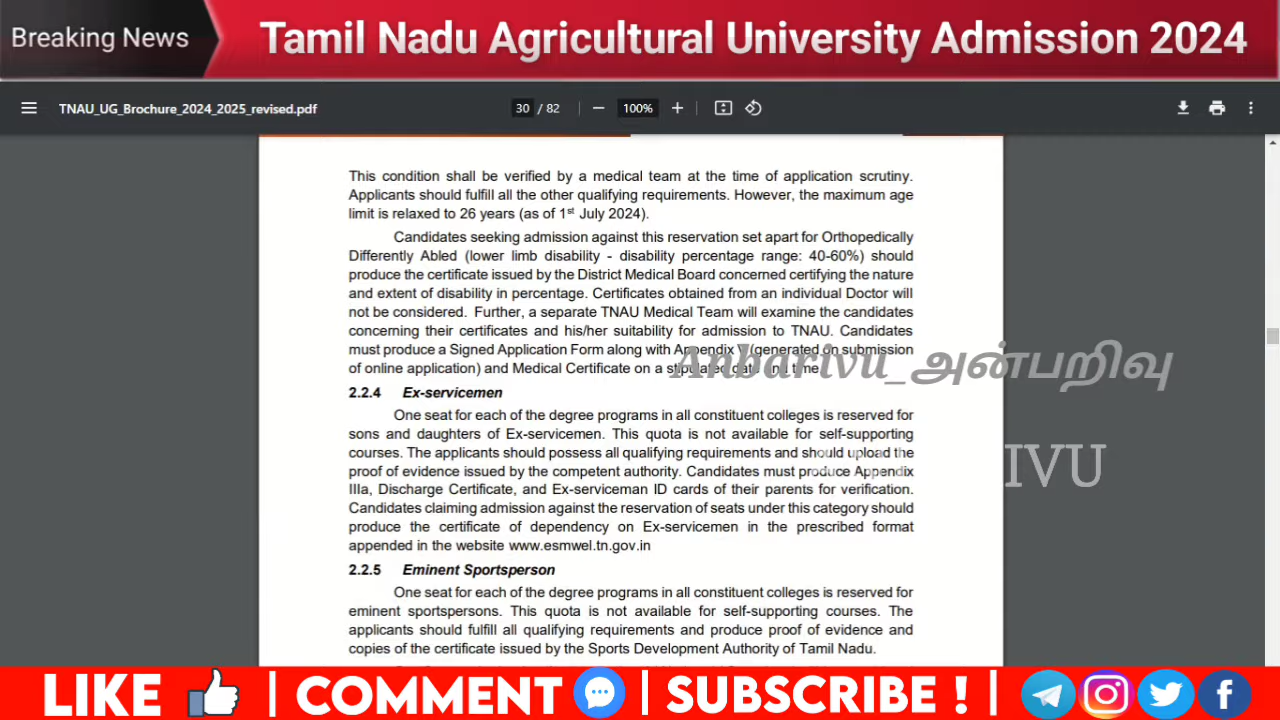 Breaking News
Tamil Nadu Agricultural University Admission 2024
TNAU_UG_Brochure_2024_2025_revised.pdf
30 / 82
100%
This condition shall be verified by a medical team at the time of application scrutiny.
Applicants should fulfill all the other qualifying requirements. However, the maximum age
limit is relaxed to 26 years (as of 1st July 2024).
Candidates seeking admission against this reservation set apart for Orthopedically
Differently Abled (lower limb disability - disability percentage range: 40-60%) should
produce the certificate issued by the District Medical Board concerned certifying the nature
and extent of disability in percentage. Certificates obtained from an individual Doctor will
not be considered. Further, a separate TNAU Medical Team will examine the candidates
concerning their certificates and his/her suitability for admission to TNAU. Candidates
must produce a Signed Application Form along with Appendix (generated on submission
of online application) and Medical Certificate on a stipulated date and time.
Anbarivu_அன்பறிவு
2.2.4 Ex-servicemen
One seat for each of the degree programs in all constituent colleges is reserved for
sons and daughters of Ex-servicemen. This quota is not available for self-supporting
courses. The applicants should possess all qualifying requirements and should upload the
proof of evidence issued by the competent authority. Candidates must produce Appendix
IVU
IIIa, Discharge Certificate, and Ex-serviceman ID cards of their parents for verification.
Candidates claiming admission against the reservation of seats under this category should
produce the certificate of dependency on Ex-servicemen in the prescribed format
appended in the website www.esmwel.tn.gov.in
2.2.5 Eminent Sportsperson
One seat for each of the degree programs in all constituent colleges is reserved for
eminent sportspersons. This quota is not available for self-supporting courses. The
applicants should fulfill all qualifying requirements and produce proof of evidence and
copies of the certificate issued by the Sports Development Authority of Tamil Nadu.
LIKE | COMMENT | SUBSCRIBE ! |